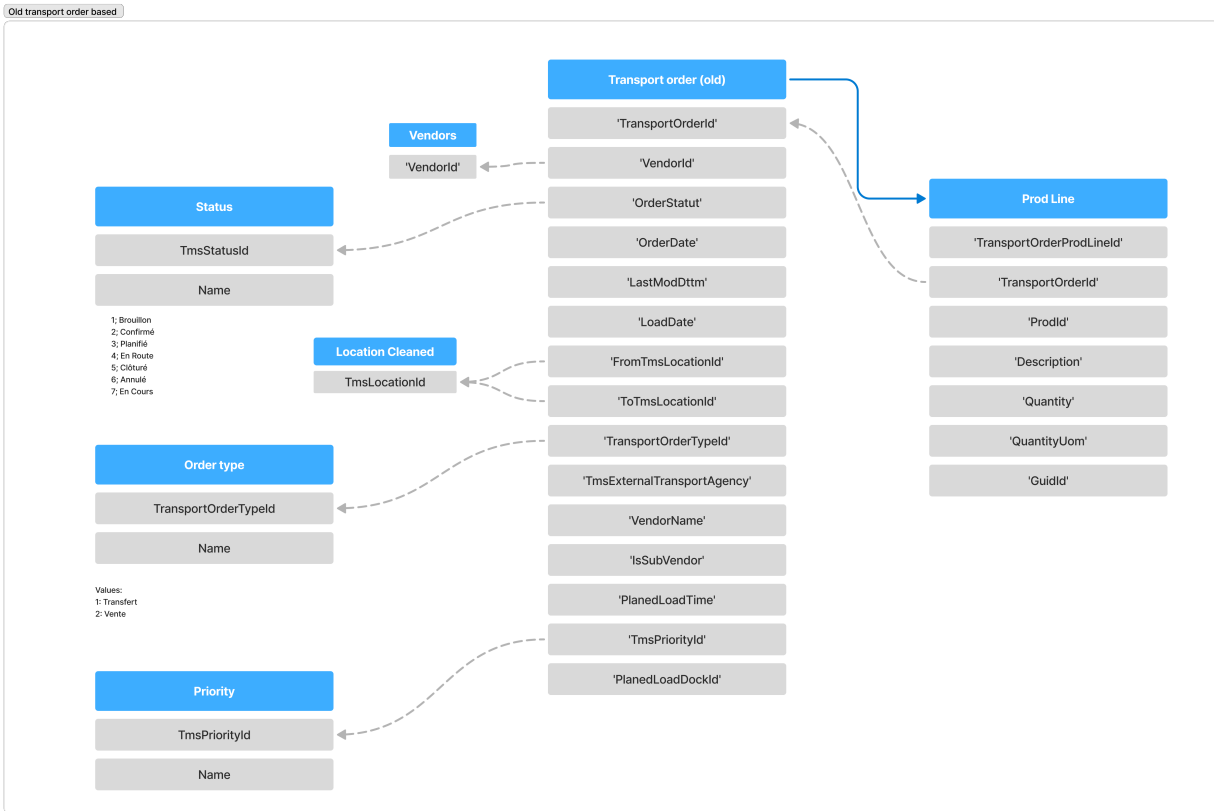 Old transport order based
Transport order (old)
'TransportOrderId'
'VendorId'
'OrderStatut'
'OrderDate'
'LastModDttm'
'LoadDate'
'FromTmsLocationId'
'ToTmsLocationId'
'TransportOrderTypeId'
'TmsExternalTransportAgency'
'VendorName'
'IsSubVendor'
'PlanedLoadTime'
'TmsPriorityId'
'PlanedLoadDockId'
Vendors
'VendorId'
Status
TmsStatusId
Name
1; Brouillon
2; Confirmé
3; Planifié
4; En Route
5; Clôturé
6; Annulé
7; En Cours
Location Cleaned
TmsLocationId
Order type
TransportOrderTypeId
Name
Values:
1: Transfert
2: Vente
Priority
TmsPriorityId
Name
Prod Line
'TransportOrderProdLineId'
'TransportOrderId'
'ProdId'
'Description'
'Quantity'
'QuantityUom'
'GuidId'